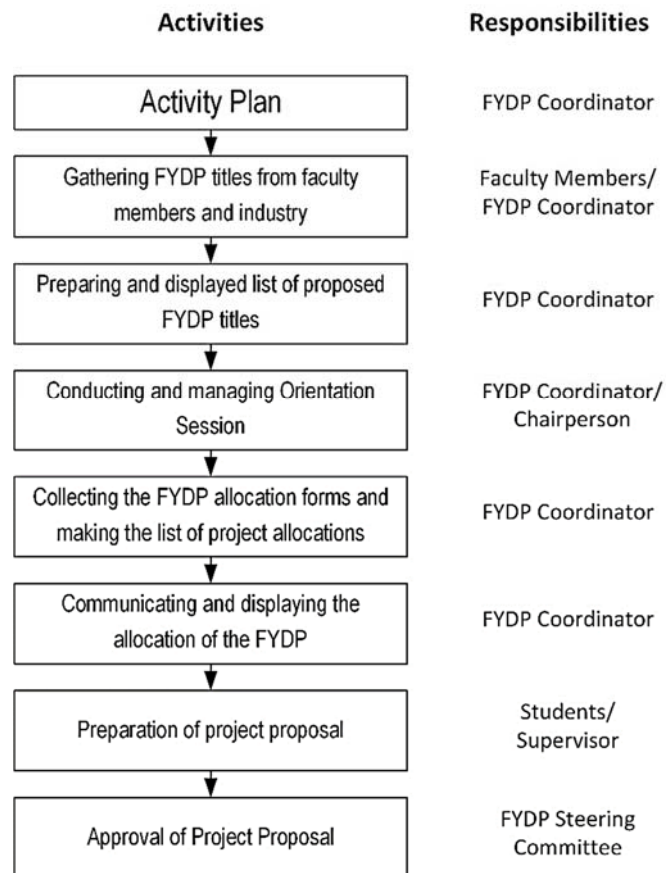 Activities Responsibilities
Activity Plan
FYDP Coordinator
Gathering FYDP titles from faculty
members and industry
Faculty Members/
FYDP Coordinator
Preparing and displayed list of proposed
FYDP titles
FYDP Coordinator
Conducting and managing Orientation
Session
FYDP Coordinator/
Chairperson
Collecting the FYDP allocation forms and
making the list of project allocations
FYDP Coordinator
Communicating and displaying the
allocation of the FYDP
FYDP Coordinator
Preparation of project proposal
Students/
Supervisor
Approval of Project Proposal
FYDP Steering
Committee